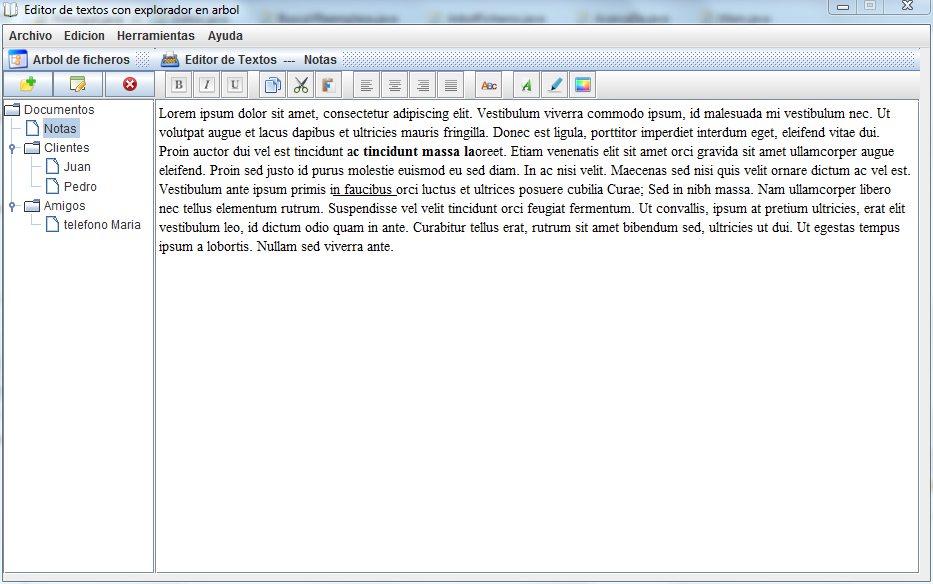 Editor de textos con explorador en arbol
Archivo Edicion Herramientas Ayuda
Arbol de ficheros Editor de Textos --- Notas
B I U F ABC A
Documentos
Notas
Clientes
Juan
Pedro
Amigos
telefono Maria
Lorem ipsum dolor sit amet, consectetur adipiscing elit. Vestibulum viverra commodo ipsum, id malesuada mi vestibulum nec. Ut
volutpat augue et lacus dapibus et ultricies mauris fringilla. Donec est ligula, porttitor imperdiet interdum eget, eleifend vitae dui.
Proin auctor dui vel est tincidunt ac tincidunt massa laoreet. Etiam venenatis elit sit amet orci gravida sit amet ullamcorper augue
eleifend. Proin sed justo id purus molestie euismod eu sed diam. In ac nisi velit. Maecenas sed nisi quis velit ornare dictum ac vel est.
Vestibulum ante ipsum primis in faucibus orci luctus et ultrices posuere cubilia Curae; Sed in nibh massa. Nam ullamcorper libero
nec tellus elementum rutrum. Suspendisse vel velit tincidunt orci feugiat fermentum. Ut convallis, ipsum at pretium ultricies, erat elit
vestibulum leo, id dictum odio quam in ante. Curabitur tellus erat, rutrum sit amet bibendum sed, ultricies ut dui. Ut egestas tempus
ipsum a lobortis. Nullam sed viverra ante.